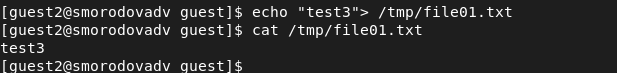 [guest2@smorodovadv guest]$ echo "test3"> /tmp/file01.txt
[guest2@smorodovadv guest]$ cat /tmp/file01.txt
test3
[guest2@smorodovadv guest]$